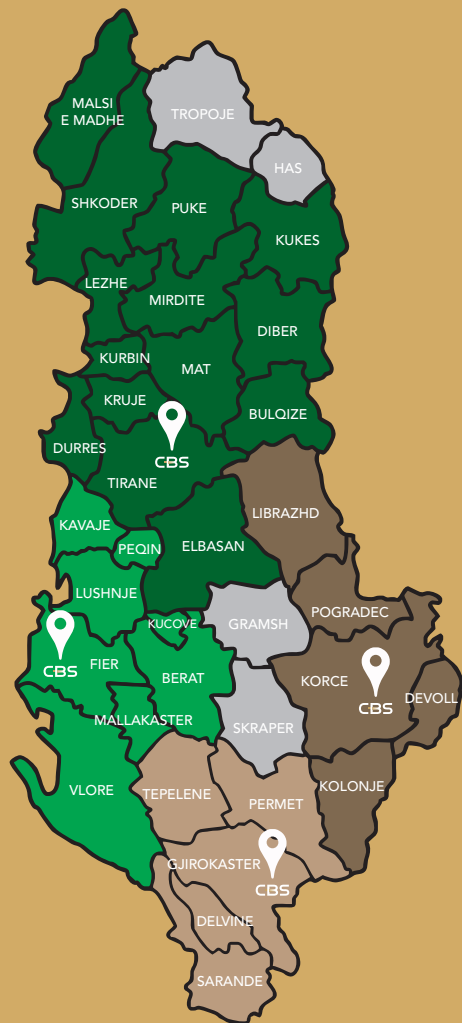 MALSI
E MADHE
TROPOJE
HAS
SHKODER
PUKE
KUKES
LEZHE
MIRDITE
DIBER
KURBIN
MAT
KRUJE
BULQIZE
DURRES
CBS
TIRANE
LIBRAZHD
KAVAJE
PEQIN
ELBASAN
LUSHNJE
POGRADEC
KUCOVE
GRAMSH
CBS
FIER
BERAT
KORCE
DEVOLL
CBS
MALLAKASTER
SKRAPER
VLORE
TEPELENE
PERMET
KOLONJE
GJIROKASTER
CBS
DELVINE
SARANDE